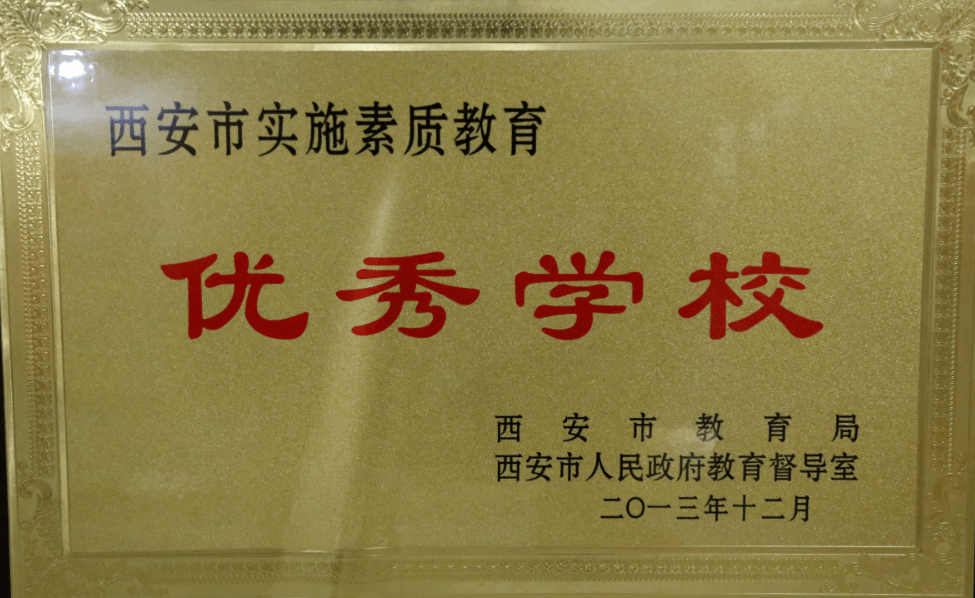 西安市实施素质教育
优秀学校
西安市教育局
西安市人民政府教育督导室
二〇一三年十二月